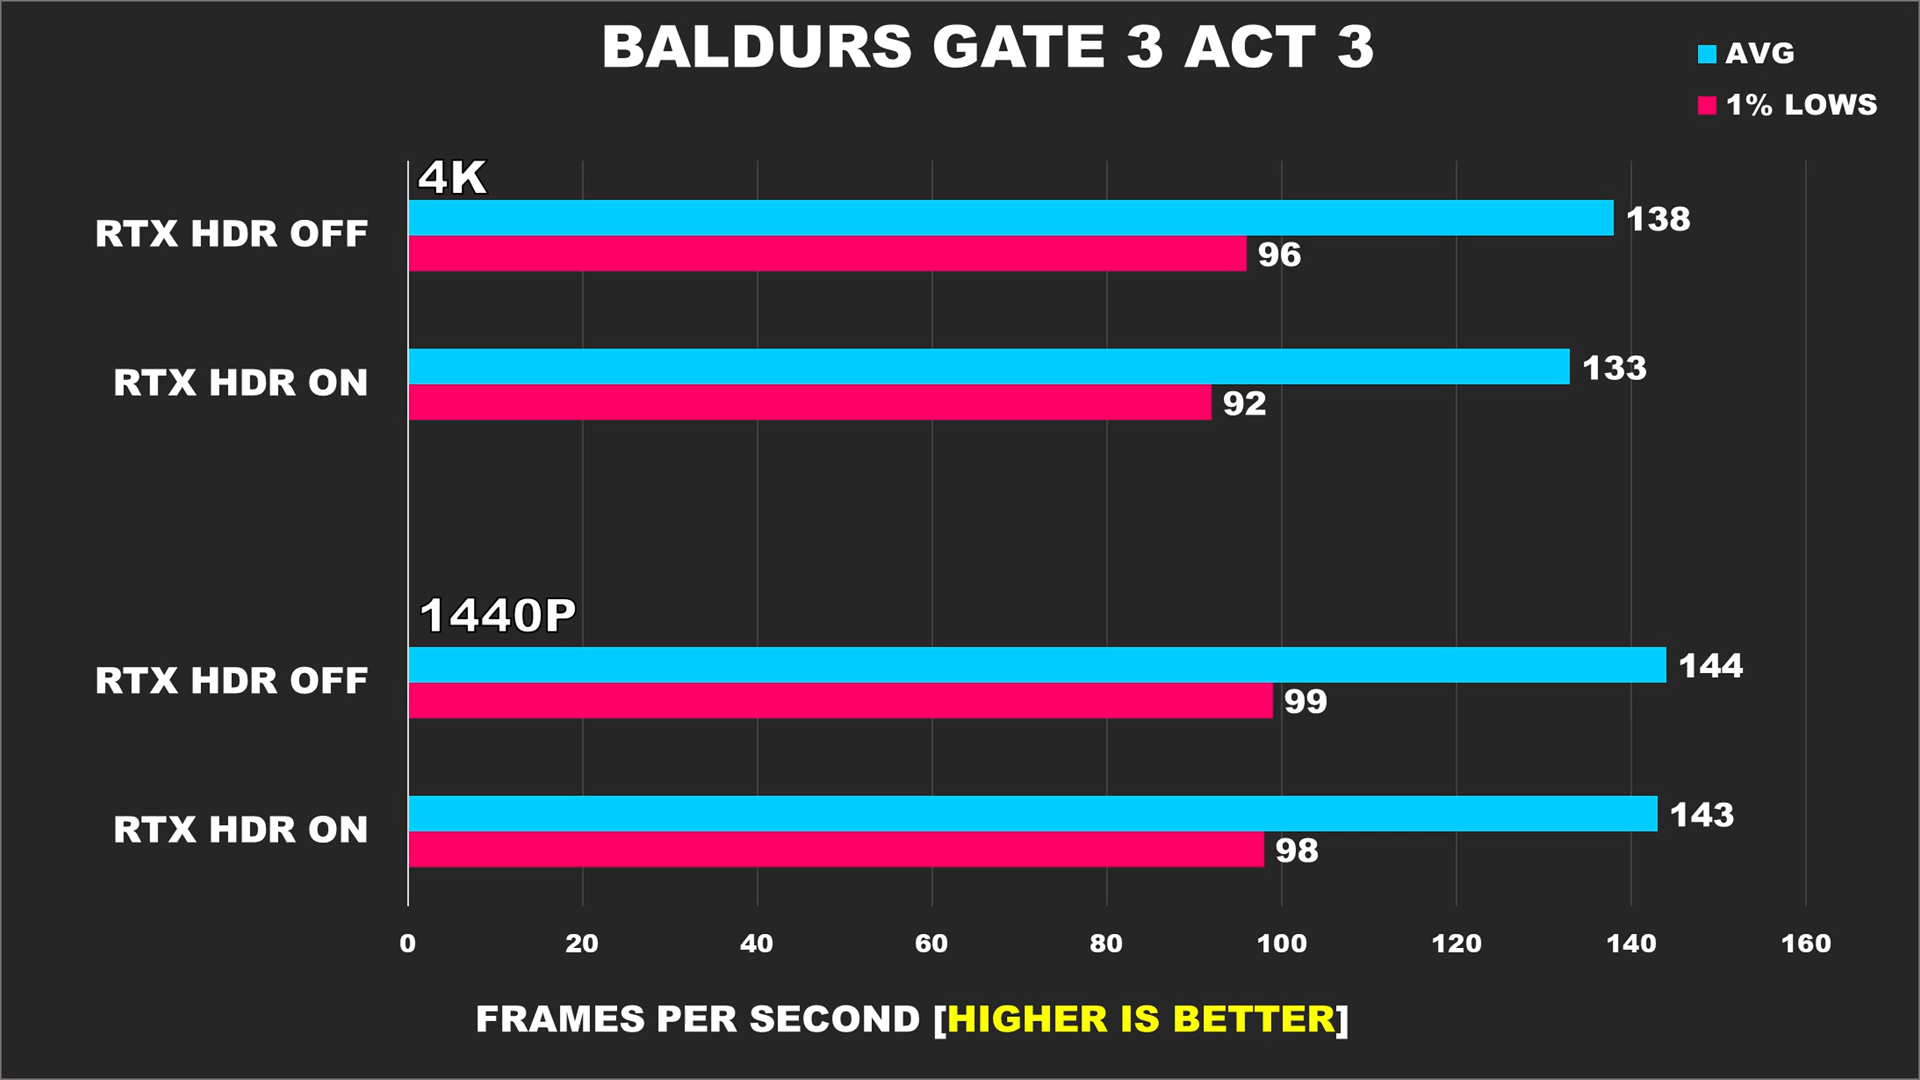 BALDURS GATE 3 ACT 3
AVG
1% LOWS
4K
RTX HDR OFF
138
96
RTX HDR ON
133
92
1440P
RTX HDR OFF
144
99
RTX HDR ON
143
98
0 20 40 60 80 100 120 140 160
FRAMES PER SECOND [HIGHER IS BETTER]